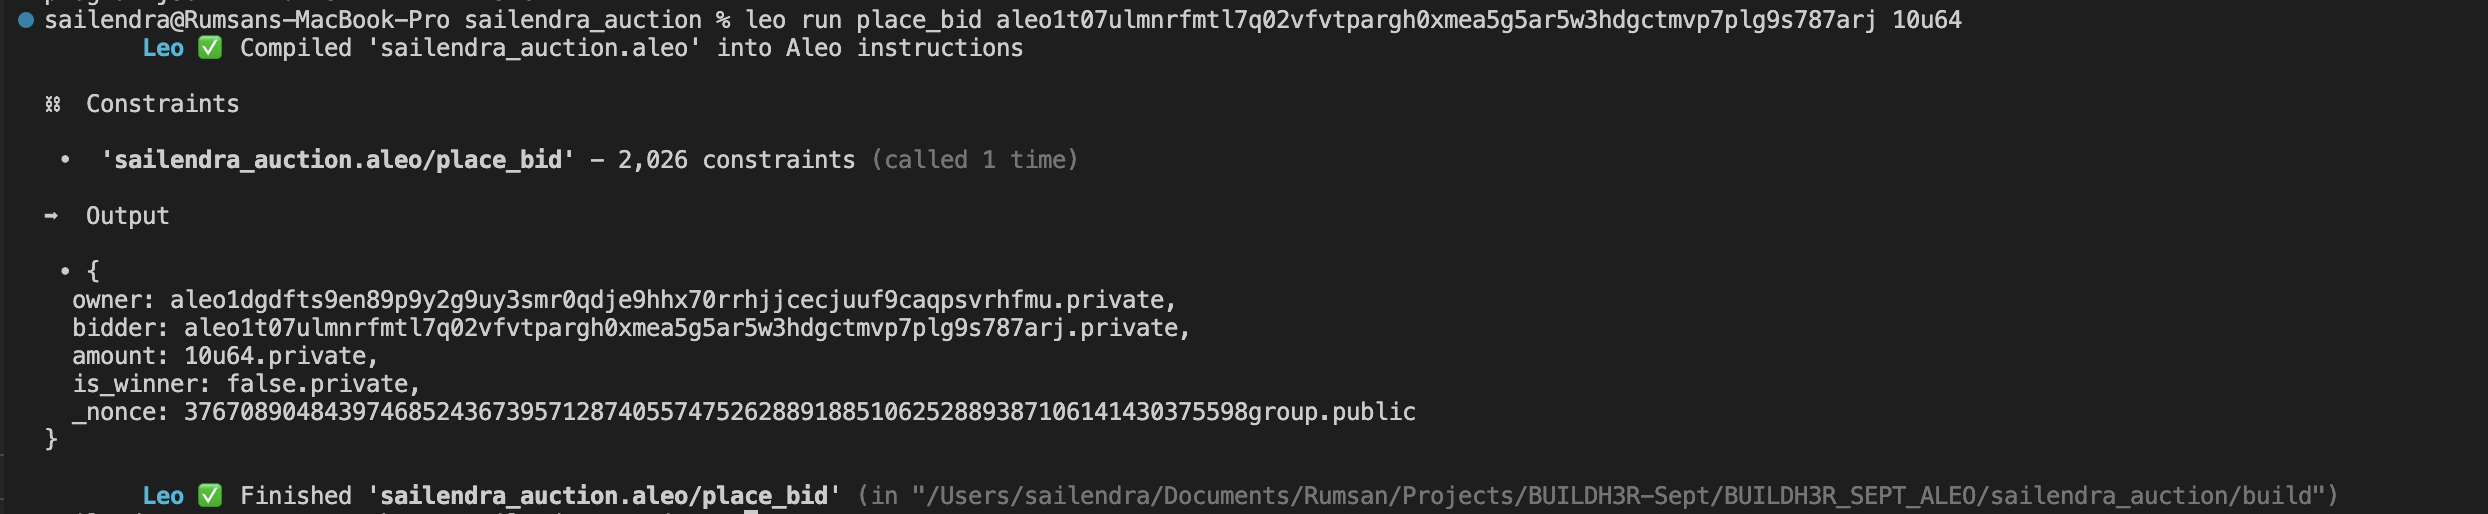 sailendra@Rumsans-MacBook-Pro sailendra_auction % leo run place_bid aleo1t07ulmnrfmtl7q02vfvtpargh0xmea5g5ar5w3hdgctmvp7plg9s787arj 10u64
Leo ✅ Compiled 'sailendra_auction.aleo' into Aleo instructions
⛓ Constraints
• 'sailendra_auction.aleo/place_bid' - 2,026 constraints (called 1 time)
➡ Output
• {
owner: aleo1dgdfts9en89p9y2g9uy3smr0qdje9hhx70rrhjjcecjuuf9caqpsvrhfmu.private,
bidder: aleo1t07ulmnrfmtl7q02vfvtpargh0xmea5g5ar5w3hdgctmvp7plg9s787arj.private,
amount: 10u64.private,
is_winner: false.private,
_nonce: 3767089048439746852436739571287405574752628891885106252889387106141430375598group.public
}
Leo ✅ Finished 'sailendra_auction.aleo/place_bid' (in "/Users/sailendra/Documents/Rumsan/Projects/BUILDH3R-Sept/BUILDH3R_SEPT_ALEO/sailendra_auction/build")